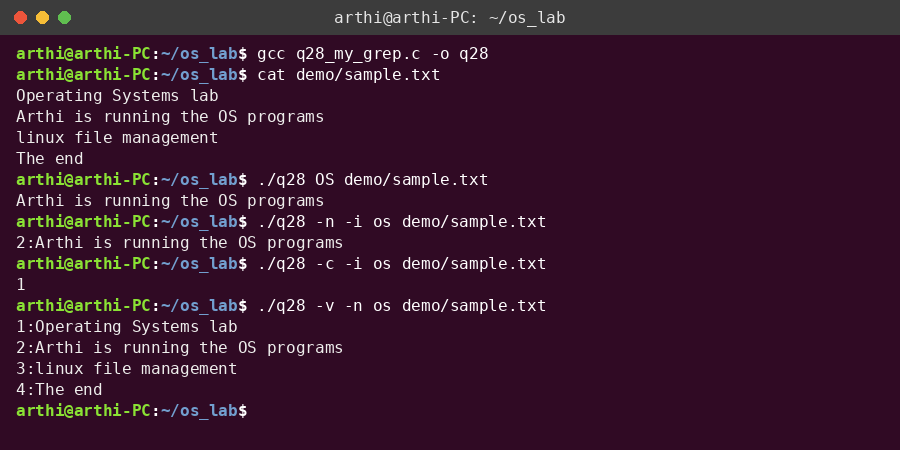 arthi@arthi-PC: ~/os_lab
arthi@arthi-PC:~/os_lab$ gcc q28_my_grep.c -o q28
arthi@arthi-PC:~/os_lab$ cat demo/sample.txt
Operating Systems lab
Arthi is running the OS programs
linux file management
The end
arthi@arthi-PC:~/os_lab$ ./q28 OS demo/sample.txt
Arthi is running the OS programs
arthi@arthi-PC:~/os_lab$ ./q28 -n -i os demo/sample.txt
2:Arthi is running the OS programs
arthi@arthi-PC:~/os_lab$ ./q28 -c -i os demo/sample.txt
1
arthi@arthi-PC:~/os_lab$ ./q28 -v -n os demo/sample.txt
1:Operating Systems lab
2:Arthi is running the OS programs
3:linux file management
4:The end
arthi@arthi-PC:~/os_lab$